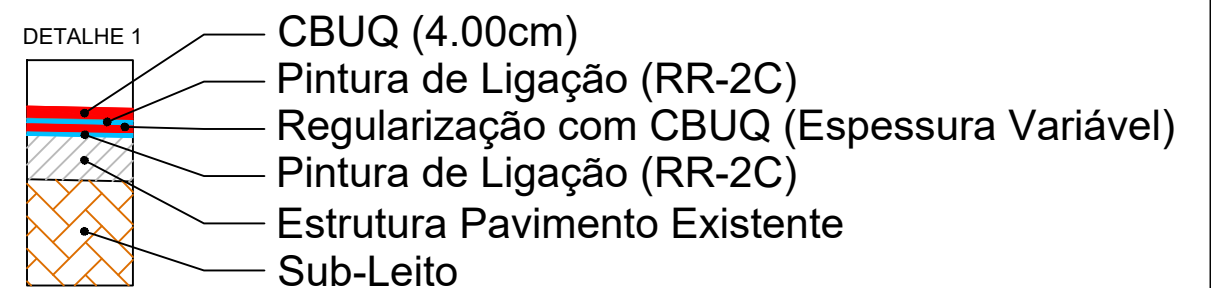 DETALHE 1
CBUQ (4.00cm)
Pintura de Ligação (RR-2C)
Regularização com CBUQ (Espessura Variável)
Pintura de Ligação (RR-2C)
Estrutura Pavimento Existente
Sub-Leito